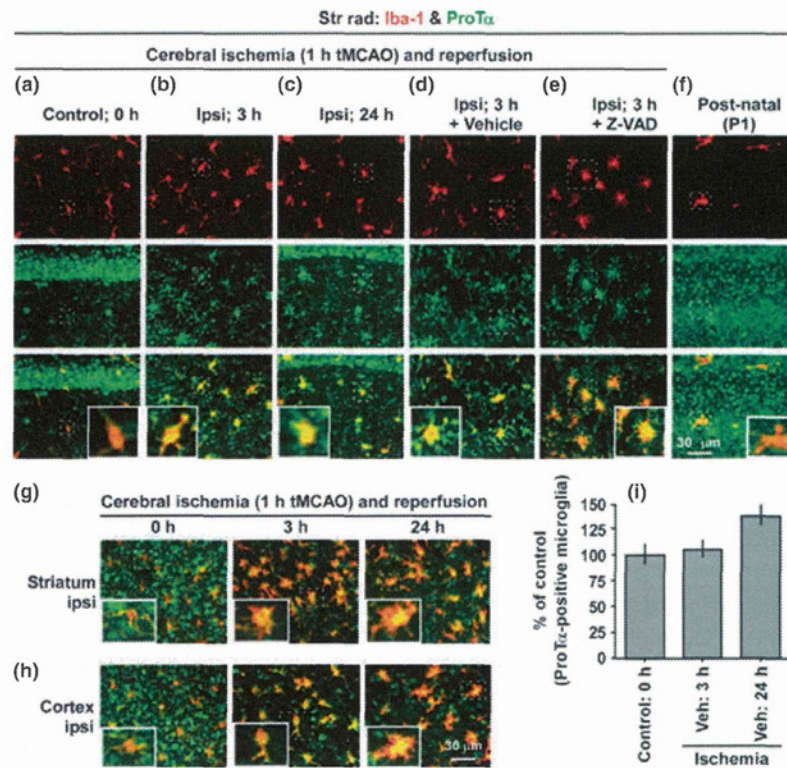 Str rad: Iba-1 & ProTα
Cerebral ischemia (1 h tMCAO) and reperfusion
(a) (b) (c) (d) (e) (f)
Control; 0 h
Ipsi; 3 h
Ipsi; 24 h
Ipsi; 3 h
+ Vehicle
Ipsi; 3 h
+ Z-VAD
Post-natal
(P1)
30 μm
(g)
Cerebral ischemia (1 h tMCAO) and reperfusion
0 h 3 h 24 h
Striatum
ipsi
(h)
Cortex
ipsi
30 μm
(i)
% of control
(ProTα-positive microglia)
150
125
100
75
50
25
0
Control: 0 h
Veh: 3 h
Veh: 24 h
Ischemia